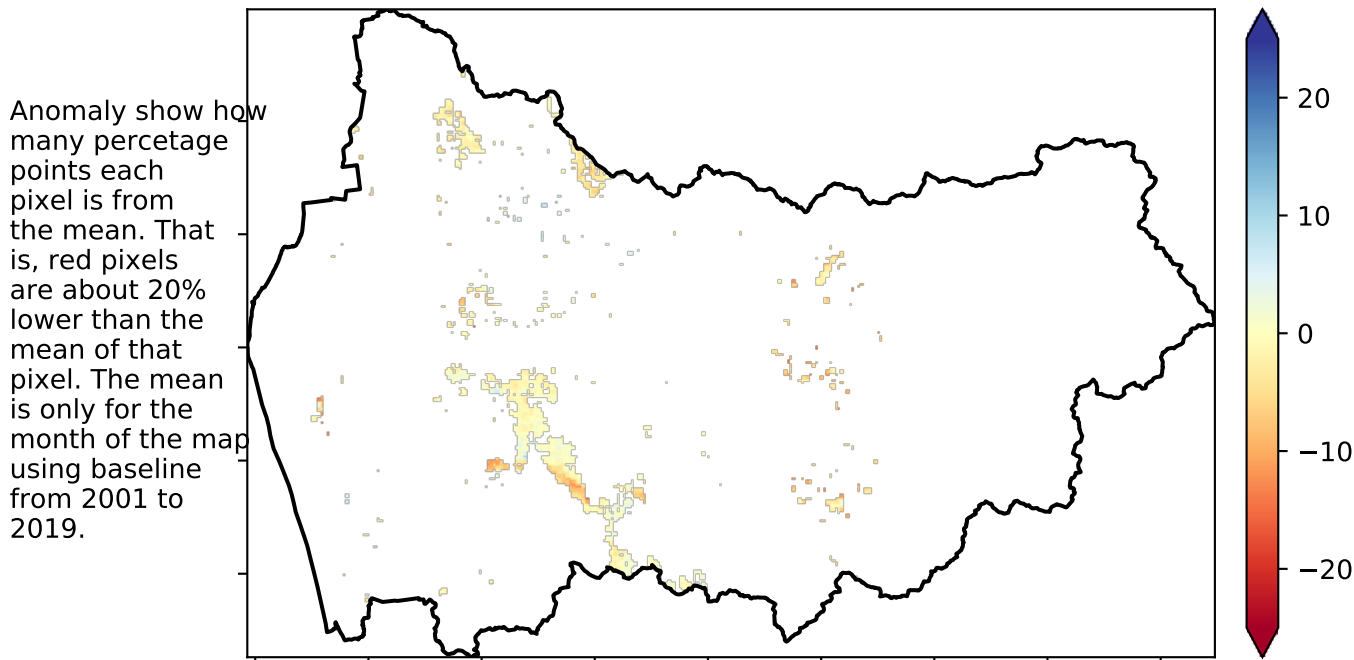 Anomaly show how
many percetage
points each
pixel is from
the mean. That
is, red pixels
are about 20%
lower than the
mean of that
pixel. The mean
is only for the
month of the map
using baseline
from 2001 to
2019.
20
10
0
−10
−20